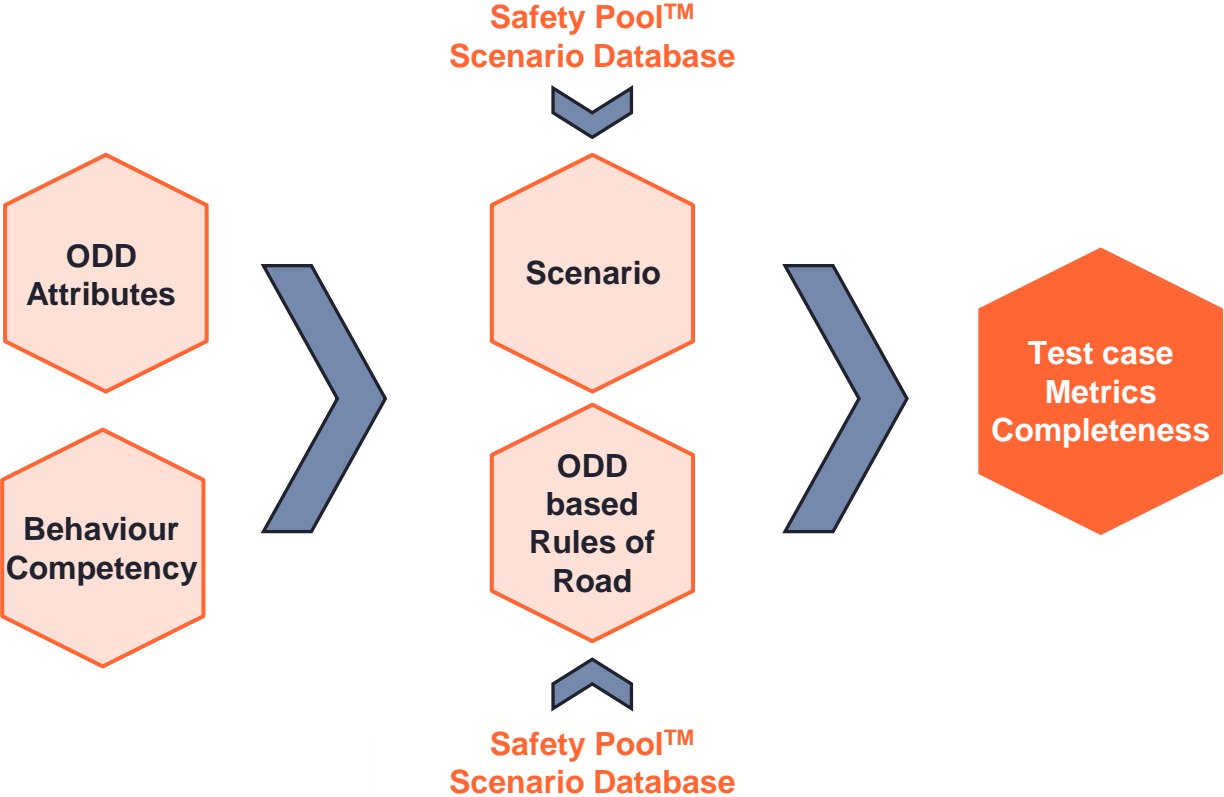 Safety Pool™
Scenario Database
ODD
Attributes
Behaviour
Competency
Scenario
ODD
based
Rules of
Road
Test case
Metrics
Completeness
Safety Pool™
Scenario Database